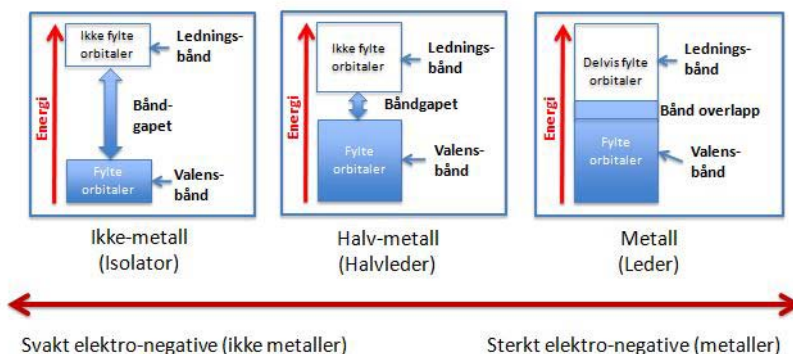 Energi
Ikke fylte
orbitaler
Lednings-
bånd
Bånd-
gapet
Fylte
orbitaler
Valens-
bånd
Ikke-metall
(Isolator)
Energi
Ikke fylte
orbitaler
Lednings-
bånd
Båndgapet
Fylte
orbitaler
Valens-
bånd
Halv-metall
(Halvleder)
Energi
Delvis fylte
orbitaler
Lednings-
bånd
Bånd overlapp
Fylte
orbitaler
Valens-
bånd
Metall
(Leder)
Svakt elektro-negative (ikke metaller)
Sterkt elektro-negative (metaller)